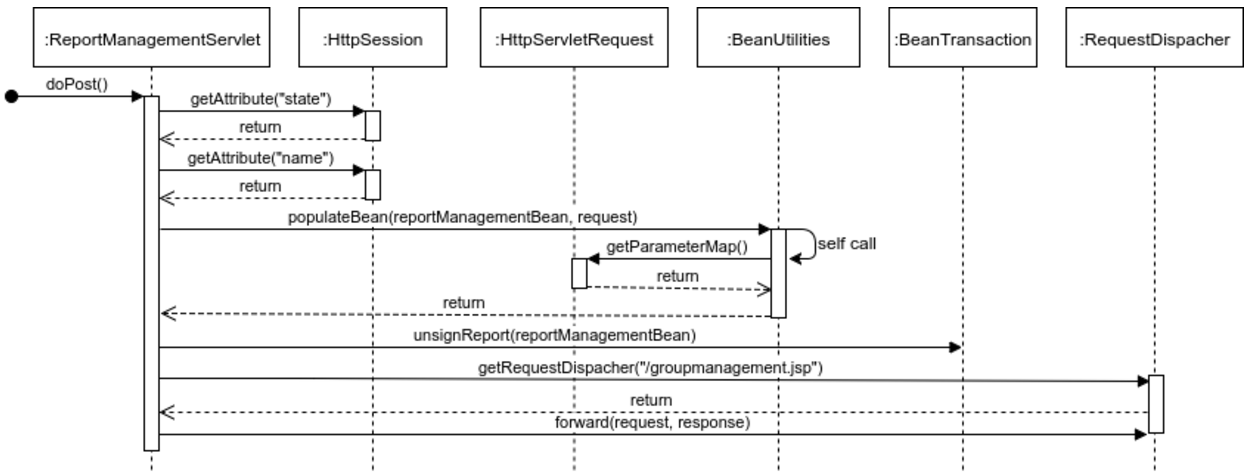 :ReportManagementServlet
:HttpSession
:HttpServletRequest
:BeanUtilities
:BeanTransaction
:RequestDispacher
doPost()
getAttribute("state")
return
getAttribute("name")
return
populateBean(reportManagementBean, request)
self call
getParameterMap()
return
return
unsignReport(reportManagementBean)
getRequestDispacher("/groupmanagement.jsp")
return
forward(request, response)